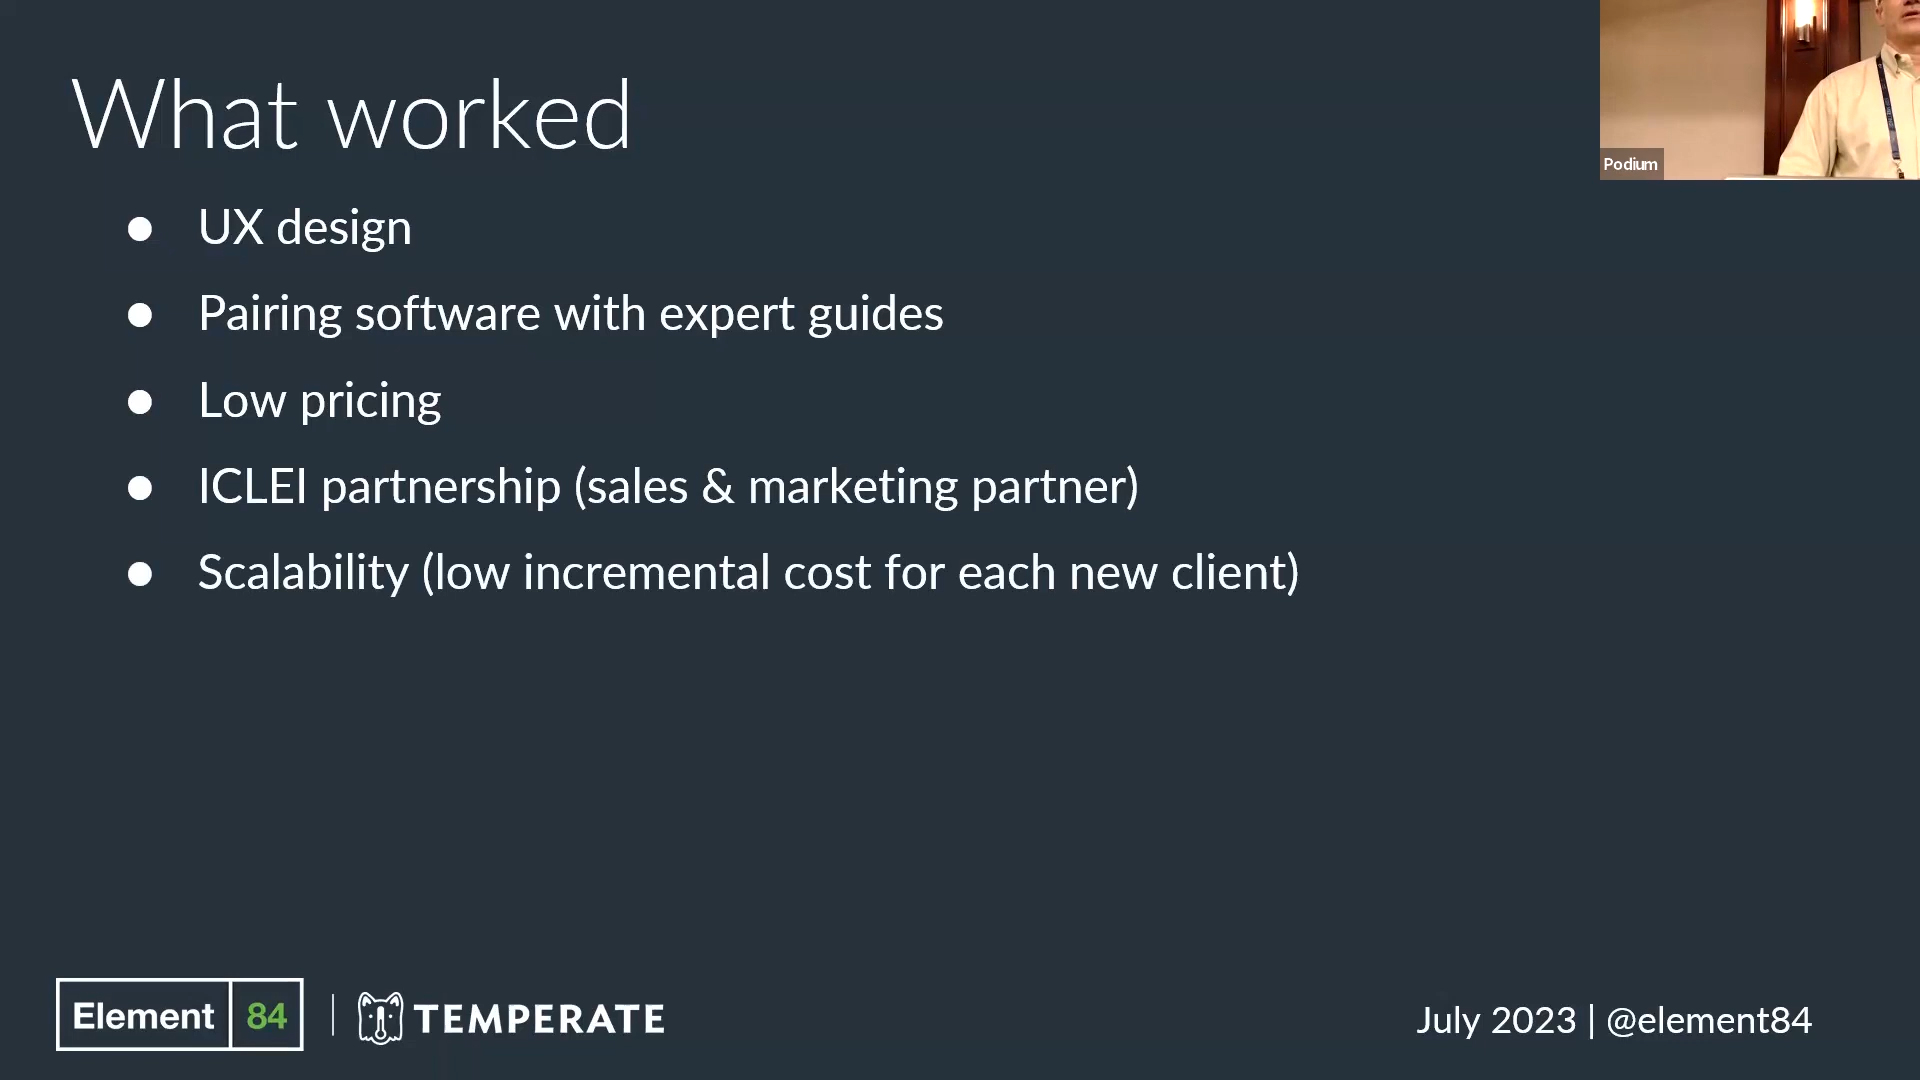 What worked
Podium
● UX design
● Pairing software with expert guides
● Low pricing
● ICLEI partnership (sales & marketing partner)
● Scalability (low incremental cost for each new client)
Element 84 | TEMPERATE
July 2023 | @element84